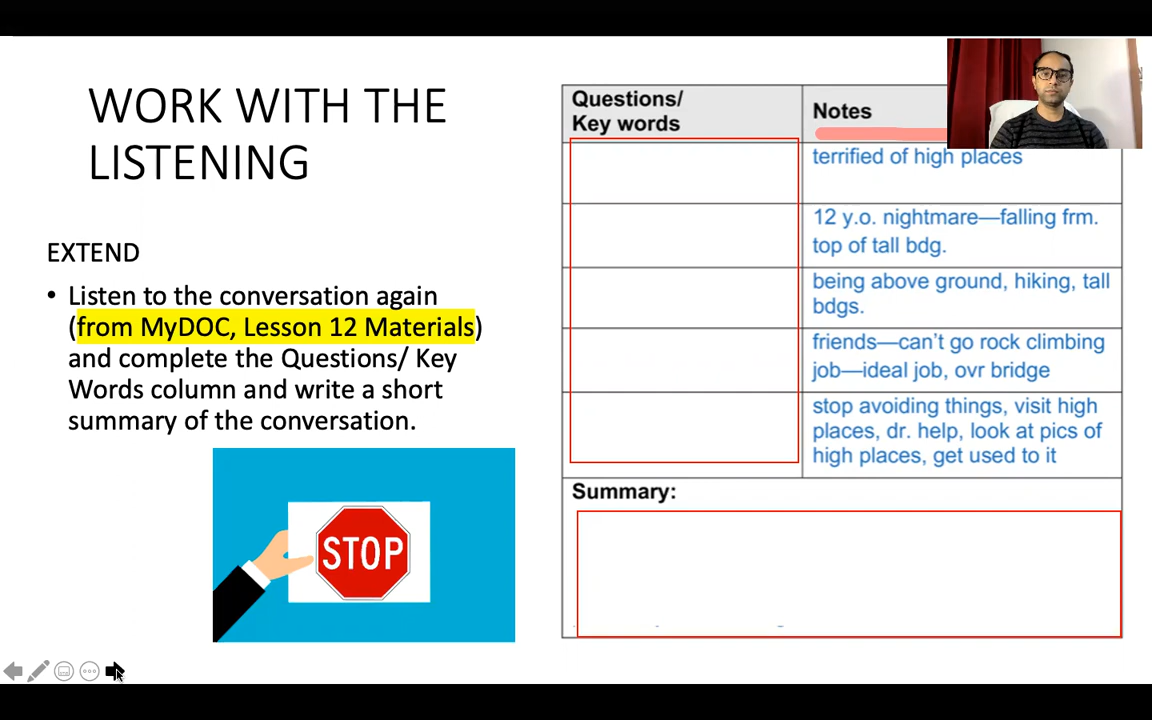 WORK WITH THE
LISTENING
EXTEND
• Listen to the conversation again
(from MyDOC, Lesson 12 Materials)
and complete the Questions/ Key
Words column and write a short
summary of the conversation.
STOP
Questions/
Key words
Notes
terrified of high places
12 y.o. nightmare—falling frm.
top of tall bdg.
being above ground, hiking, tall
bdgs.
friends—can't go rock climbing
job—ideal job, ovr bridge
stop avoiding things, visit high
places, dr. help, look at pics of
high places, get used to it
Summary: